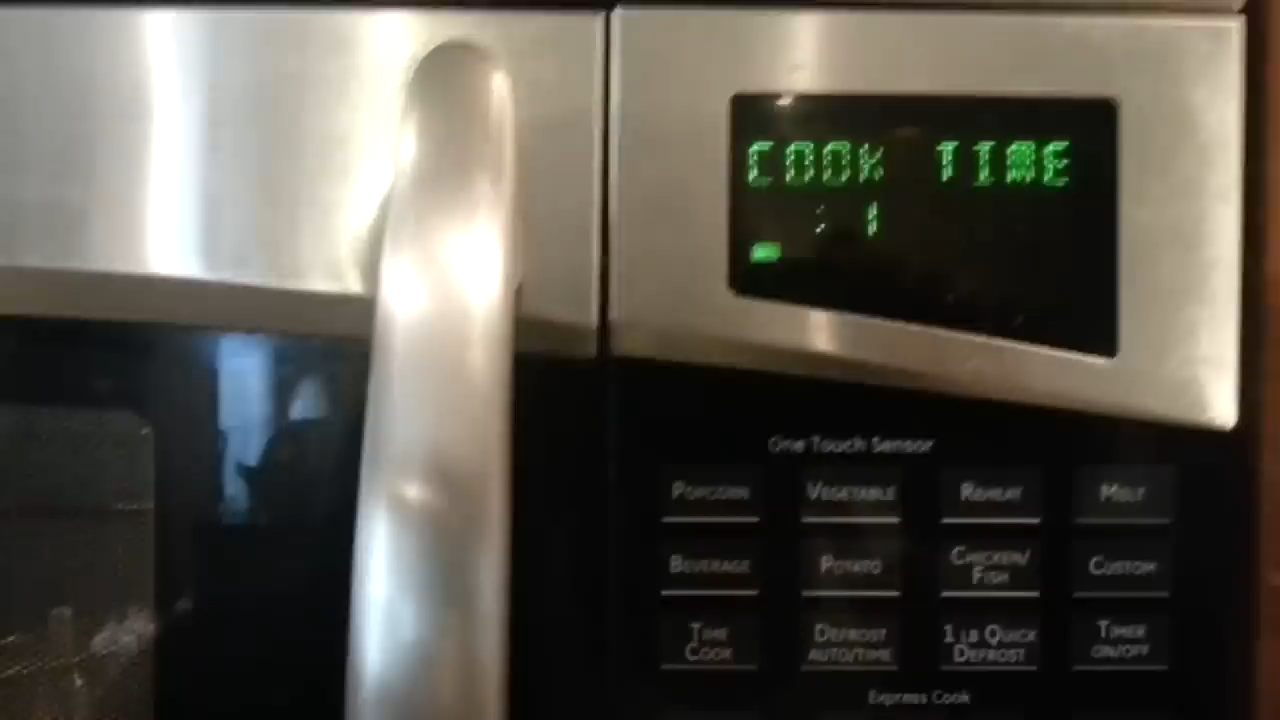 COOK TIME
: 1
One Touch Sensor
POPCORN VEGETABLE REHEAT MELT
BEVERAGE POTATO CHICKEN/
FISH CUSTOM
TIME
COOK DEFROST
AUTO/TIME 1 LB QUICK
DEFROST TIMER
ON/OFF
Express Cook